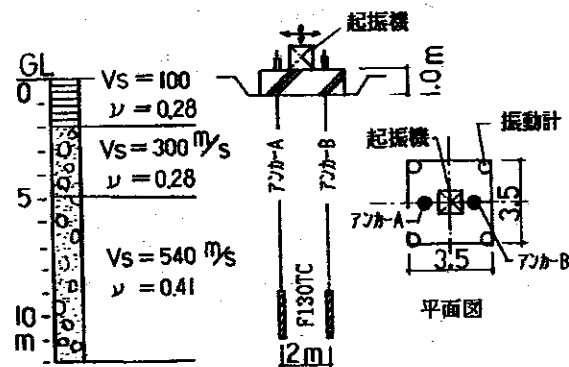 GL
0
5
10
m
Vs = 100
ν = 0.28
Vs = 300 m/s
ν = 0.28
Vs = 540 m/s
ν = 0.41
起振機
1.0m
アンカーA
アンカーB
F130TC
2m
起振機
振動計
アンカーA
アンカーB
3.5
3.5
平面図